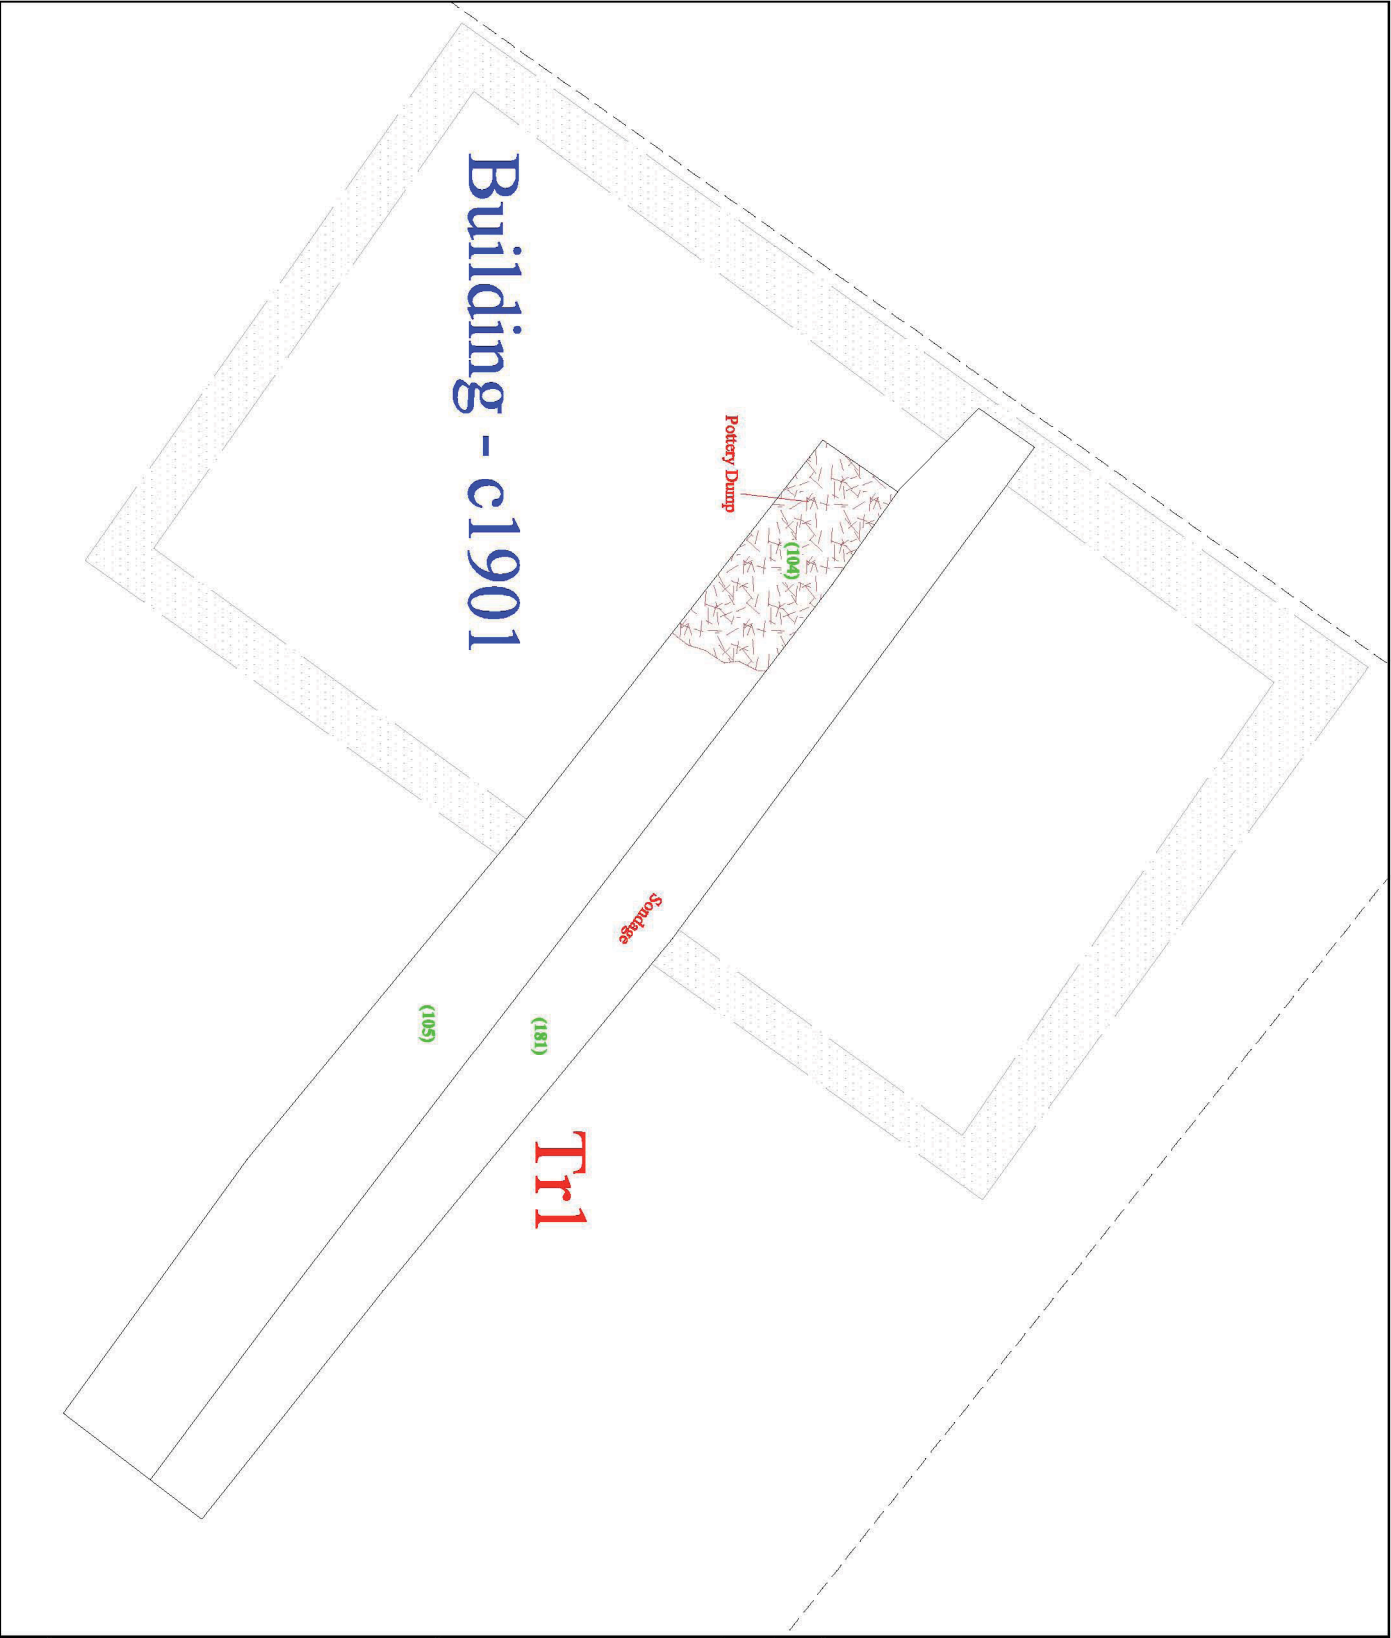 Sondage
Pottery Dump
(104)
Tr1
(181)
Building - c1901
(105)